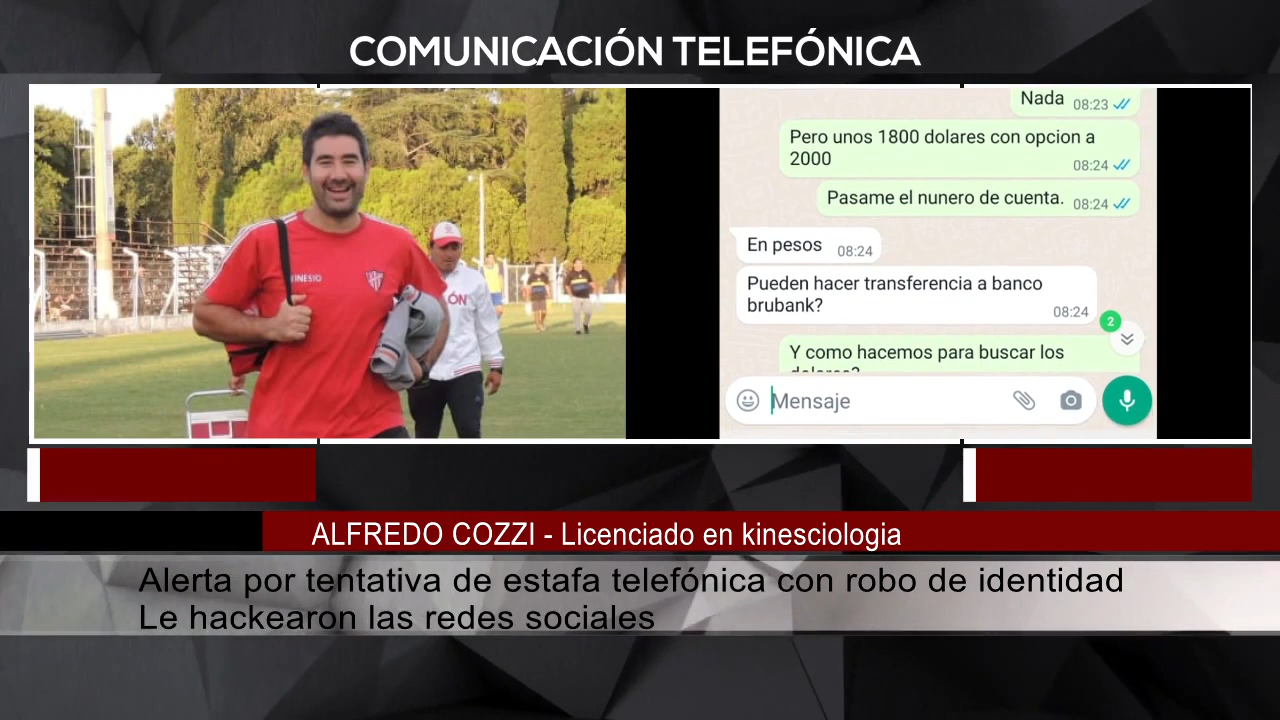 COMUNICACIÓN TELEFÓNICA
KINESIO
ÓN
Nada 08:23
Pero unos 1800 dolares con opcion a
2000 08:24
Pasame el nunero de cuenta. 08:24
En pesos 08:24
Pueden hacer transferencia a banco
brubank? 08:24
2
Y como hacemos para buscar los
dolares?
Mensaje
ALFREDO COZZI - Licenciado en kinesciologia
Alerta por tentativa de estafa telefónica con robo de identidad
Le hackearon las redes sociales